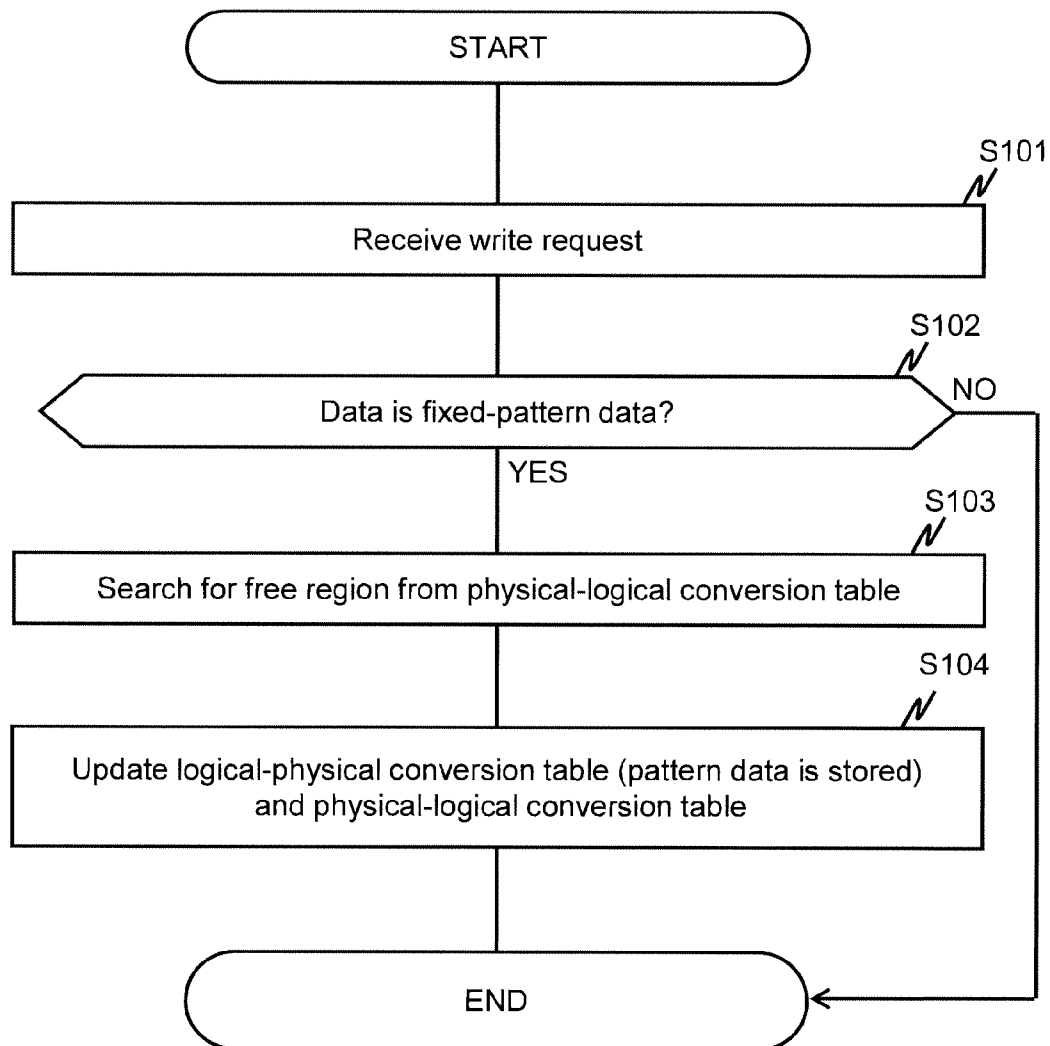 START
S101
Receive write request
S102
Data is fixed-pattern data?
NO
YES
S103
Search for free region from physical-logical conversion table
S104
Update logical-physical conversion table (pattern data is stored)
and physical-logical conversion table
END